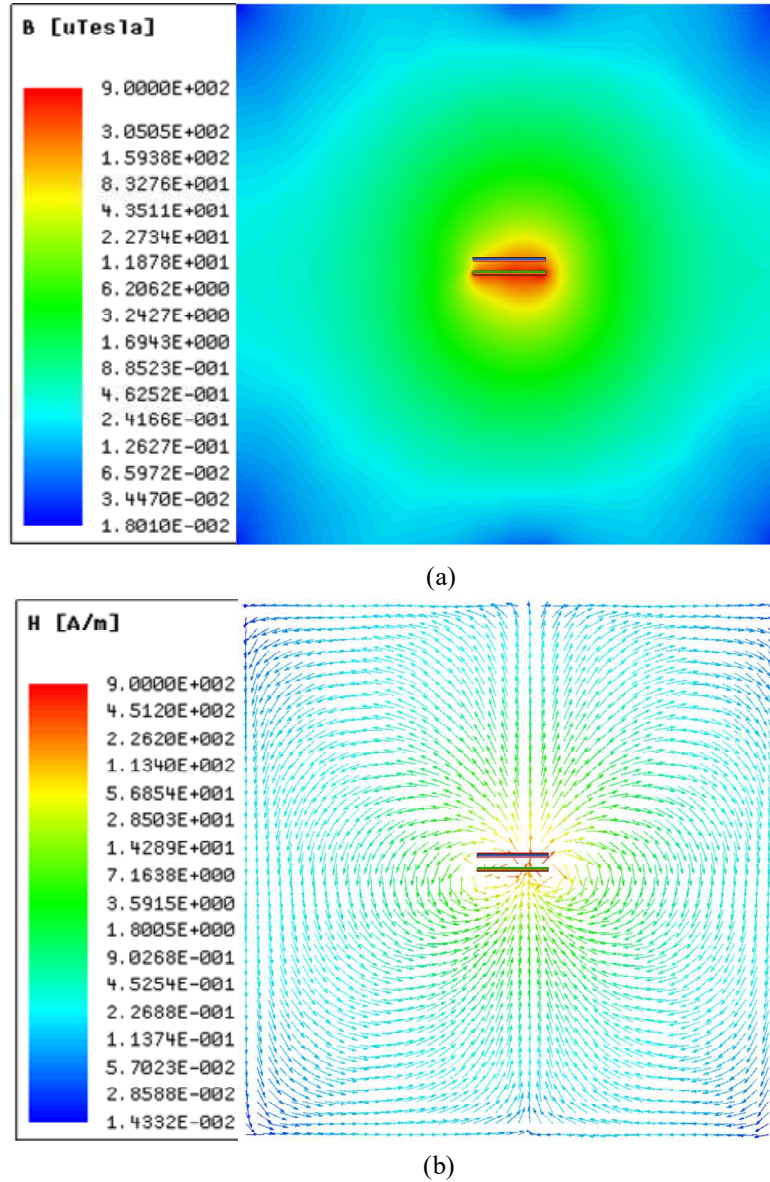 B [uTesla]
9.0000E+002
3.0505E+002
1.5938E+002
8.3276E+001
4.3511E+001
2.2734E+001
1.1878E+001
6.2062E+000
3.2427E+000
1.6943E+000
8.8523E-001
4.6252E-001
2.4166E-001
1.2627E-001
6.5972E-002
3.4470E-002
1.8010E-002
(a)
H [A/m]
9.0000E+002
4.5120E+002
2.2620E+002
1.1340E+002
5.6854E+001
2.8503E+001
1.4289E+001
7.1638E+000
3.5915E+000
1.8005E+000
9.0268E-001
4.5254E-001
2.2688E-001
1.1374E-001
5.7023E-002
2.8588E-002
1.4332E-002
(b)